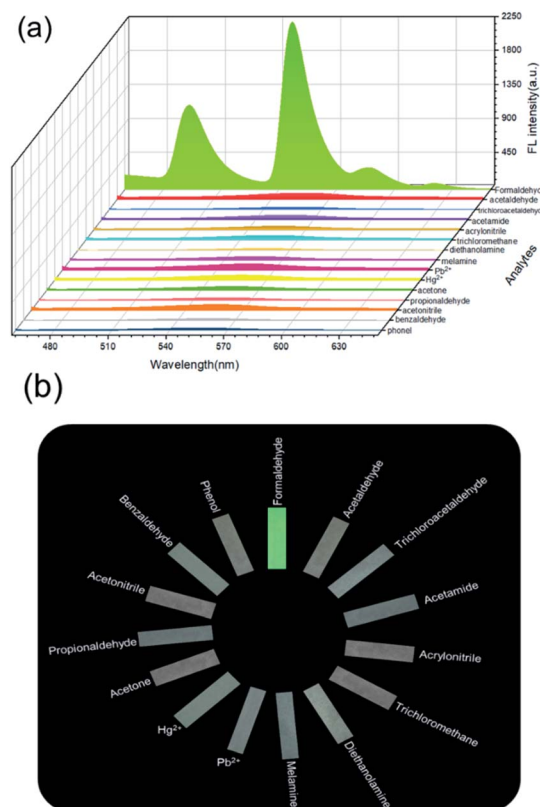 (a)
2250
1800
1350
900
450
FL intensity(a.u.)
Formaldehyde
acetaldehyde
trichloroacetaldehyde
acetamide
acrylonitrile
trichloromethane
diethanolamine
melamine
Pb²⁺
Hg²⁺
acetone
propionaldehyde
acetonitrile
benzaldehyde
phonel
Analytes
480 510 540 570 600 630
Wavelength(nm)
(b)
Formaldehyde
Acetaldehyde
Trichloroacetaldehyde
Acetamide
Acrylonitrile
Trichloromethane
Diethanolamine
Melamine
Pb²⁺
Hg²⁺
Acetone
Propionaldehyde
Acetonitrile
Benzaldehyde
Phenol